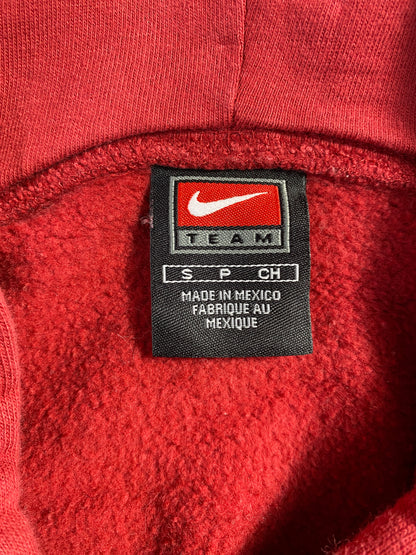 TEAM
S P CH
MADE IN MEXICO
FABRIQUE AU
MEXIQUE